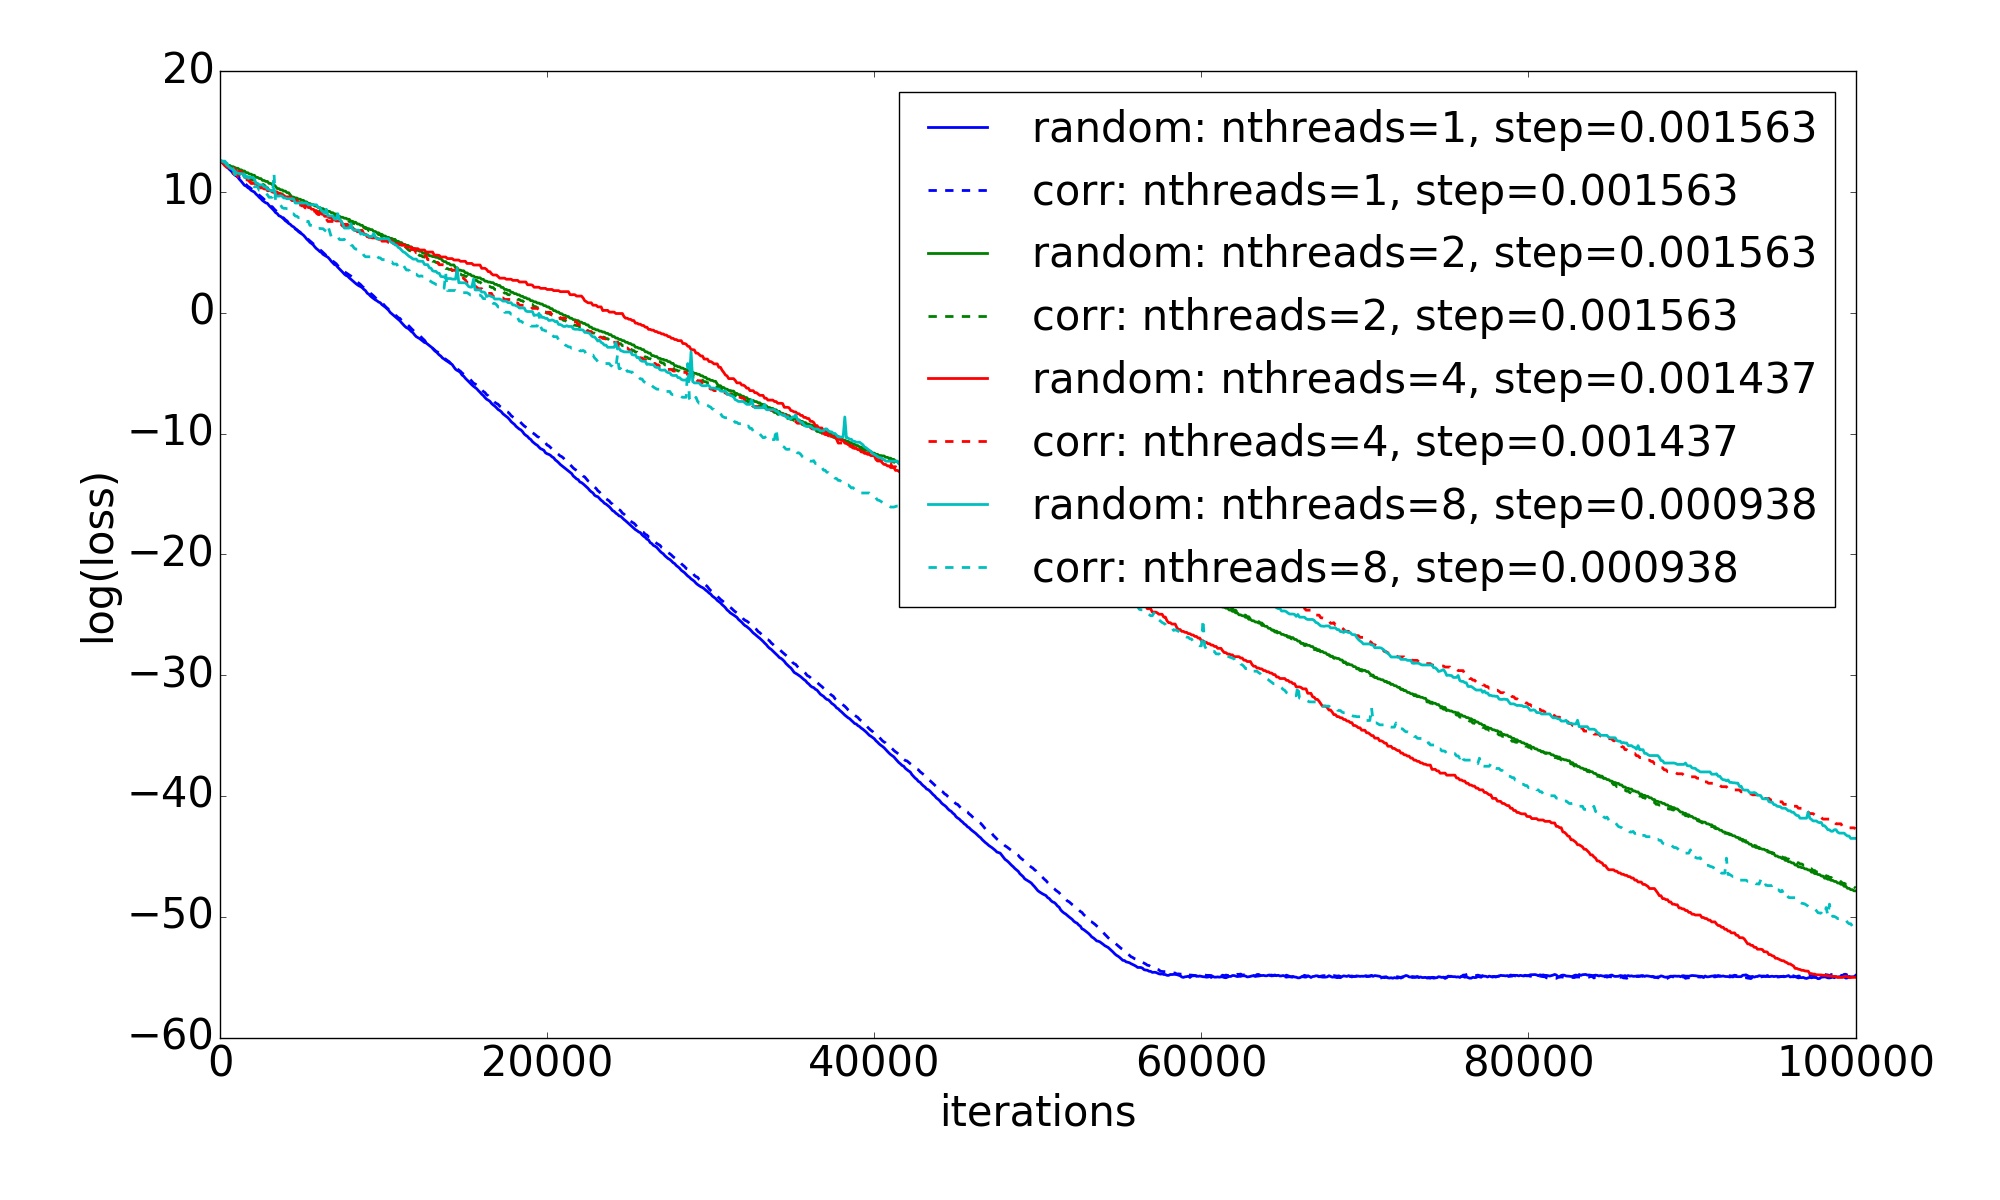 20
10
0
−10
−20
−30
−40
−50
−60
log(loss)
random: nthreads=1, step=0.001563
corr: nthreads=1, step=0.001563
random: nthreads=2, step=0.001563
corr: nthreads=2, step=0.001563
random: nthreads=4, step=0.001437
corr: nthreads=4, step=0.001437
random: nthreads=8, step=0.000938
corr: nthreads=8, step=0.000938
0 20000 40000 60000 80000 100000
iterations